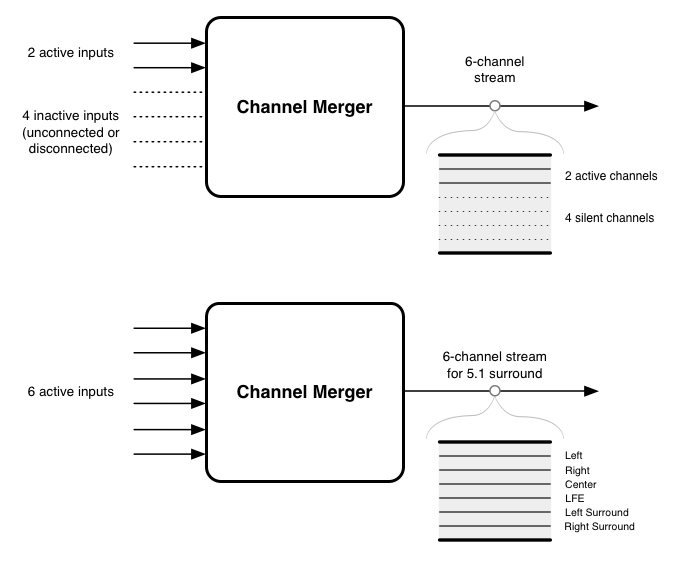 2 active inputs
4 inactive inputs
(unconnected or
disconnected)
Channel Merger
6-channel
stream
2 active channels
4 silent channels
6 active inputs
Channel Merger
6-channel stream
for 5.1 surround
Left
Right
Center
LFE
Left Surround
Right Surround